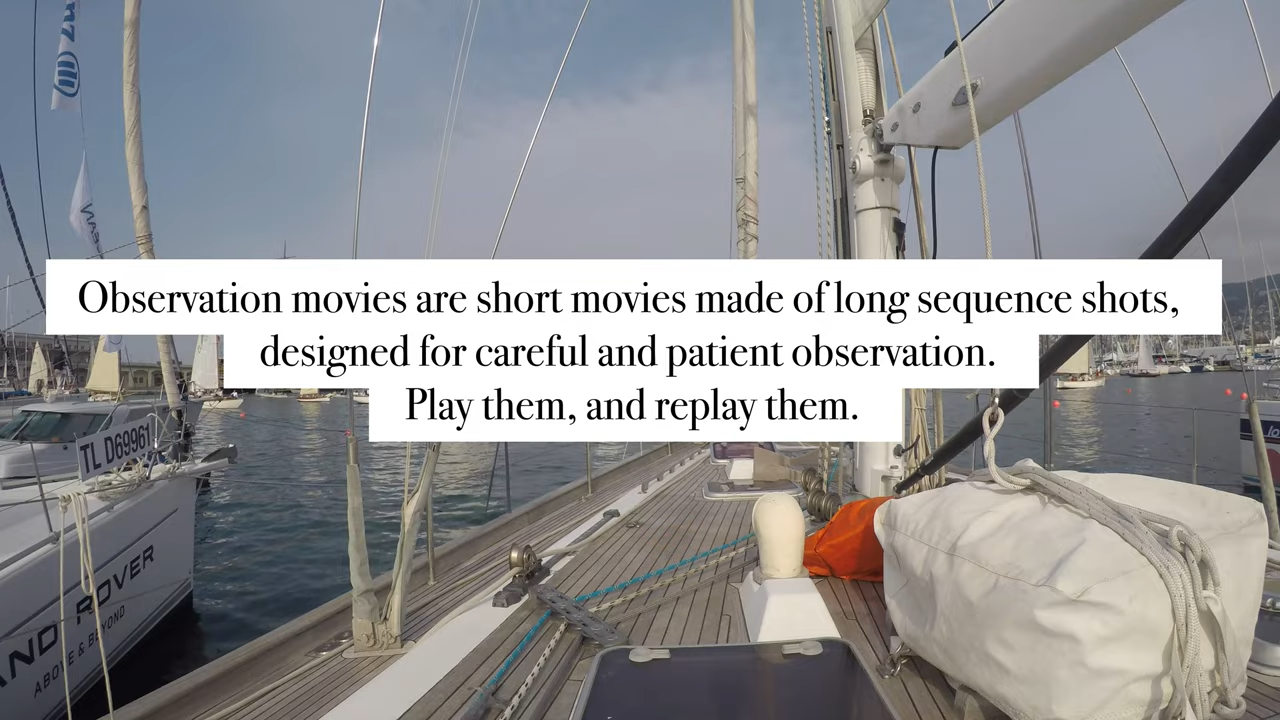 Observation movies are short movies made of long sequence shots,
designed for careful and patient observation.
Play them, and replay them.
TL D69961
AND ROVER
ABOVE & BEYOND